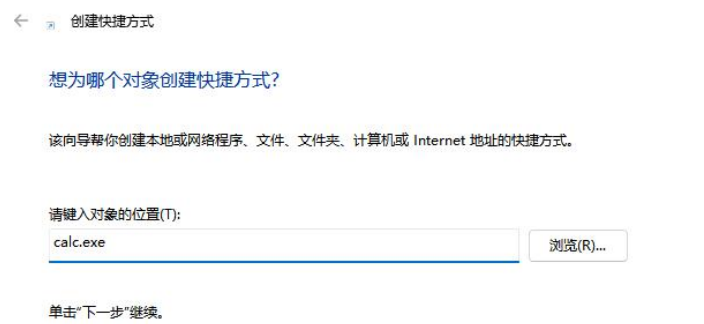 创建快捷方式
想为哪个对象创建快捷方式?
该向导帮你创建本地或网络程序、文件、文件夹、计算机或 Internet 地址的快捷方式。
请键入对象的位置(T):
calc.exe
浏览(R)...
单击"下一步"继续。